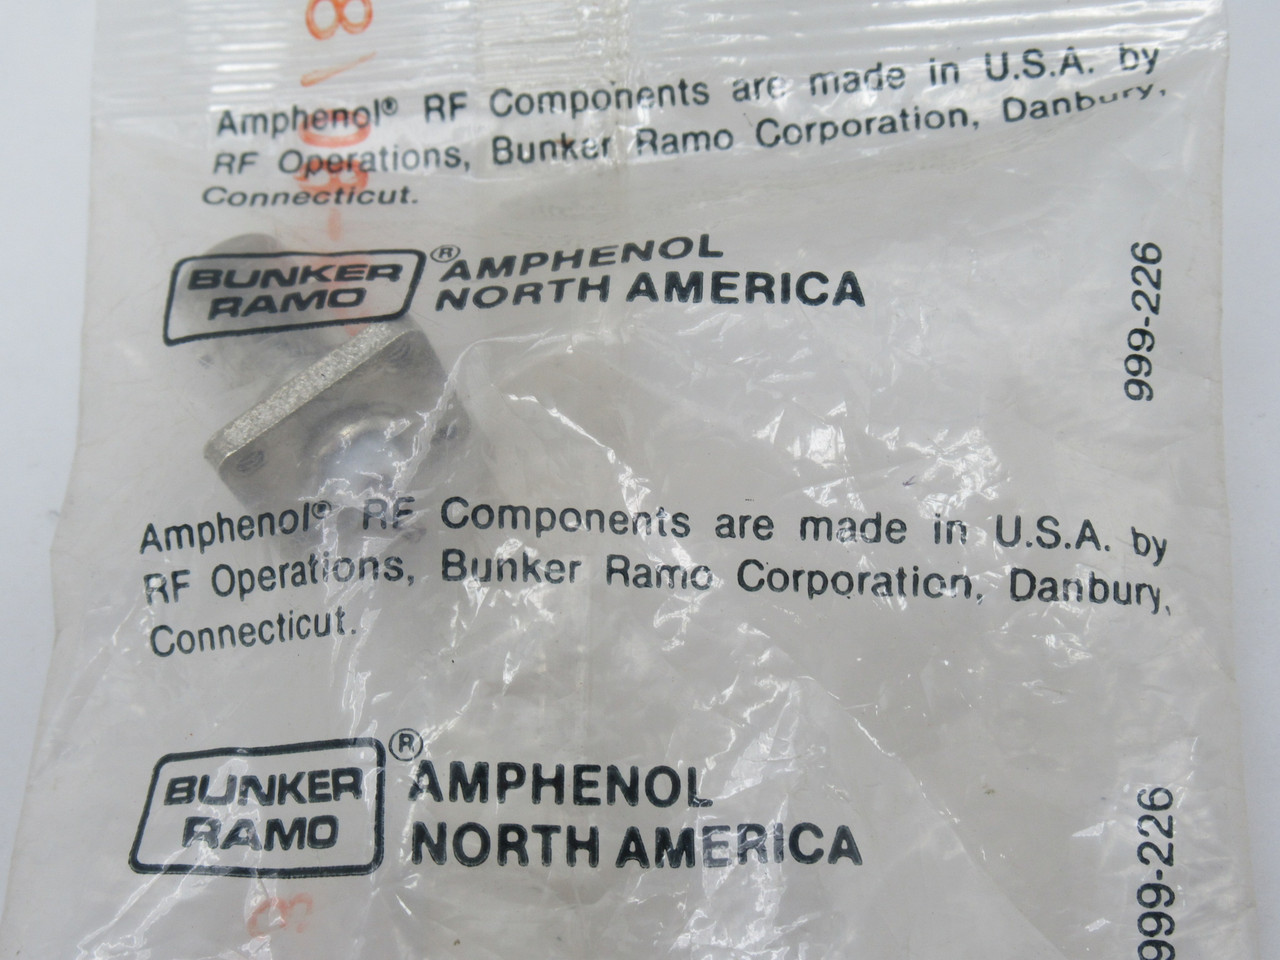 Amphenol® RF Components are made in U.S.A. by
RF Operations, Bunker Ramo Corporation, Danbury,
Connecticut.
BUNKER
RAMO
®
AMPHENOL
NORTH AMERICA
999-226
Amphenol® RF Components are made in U.S.A. by
RF Operations, Bunker Ramo Corporation, Danbury,
Connecticut.
BUNKER
RAMO
®
AMPHENOL
NORTH AMERICA
999-226